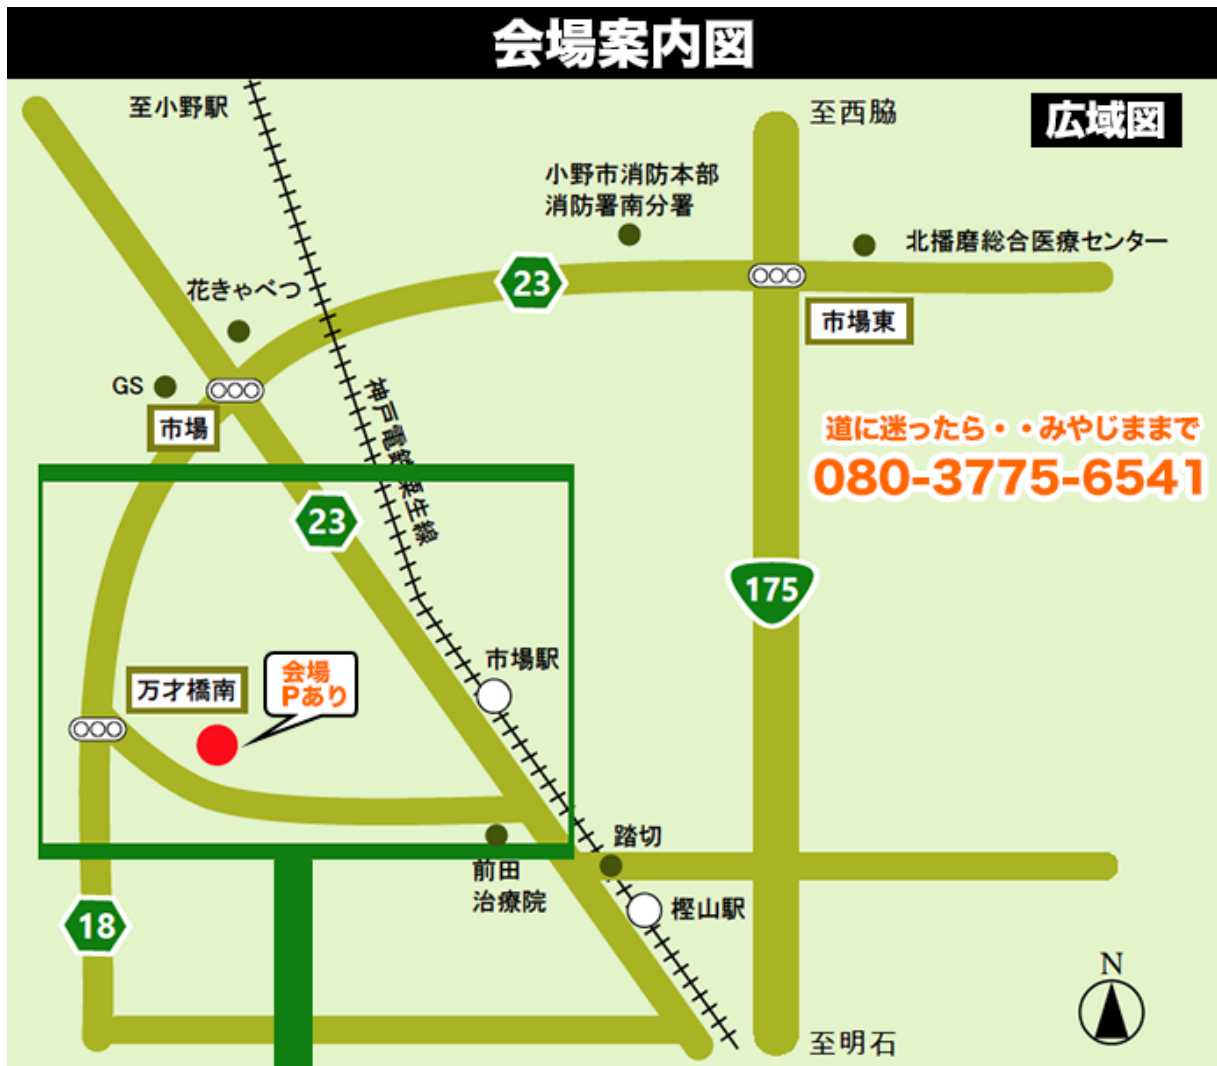 会場案内図
広域図
至小野駅
至西脇
小野市消防本部
消防署南分署
北播磨総合医療センター
花きゃべつ
23
市場東
GS
市場
道に迷ったら・・みやじままで
080-3775-6541
神戸電鉄粟生線
23
175
市場駅
万才橋南
会場
Pあり
踏切
前田
治療院
樫山駅
18
N
至明石